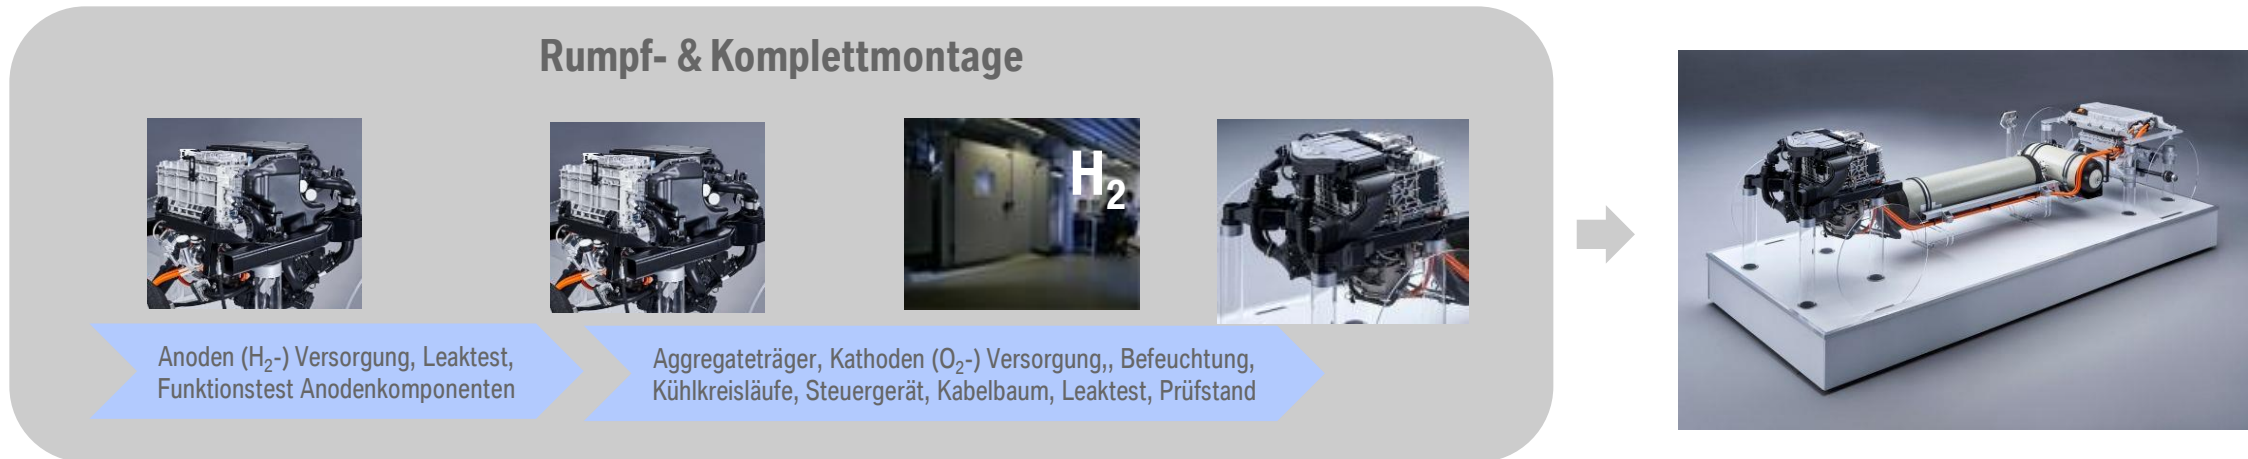 Rumpf- & Komplettmontage
H₂
Anoden (H₂-) Versorgung, Leaktest,
Funktionstest Anodenkomponenten
Aggregateträger, Kathoden (O₂-) Versorgung,, Befeuchtung,
Kühlkreisläufe, Steuergerät, Kabelbaum, Leaktest, Prüfstand